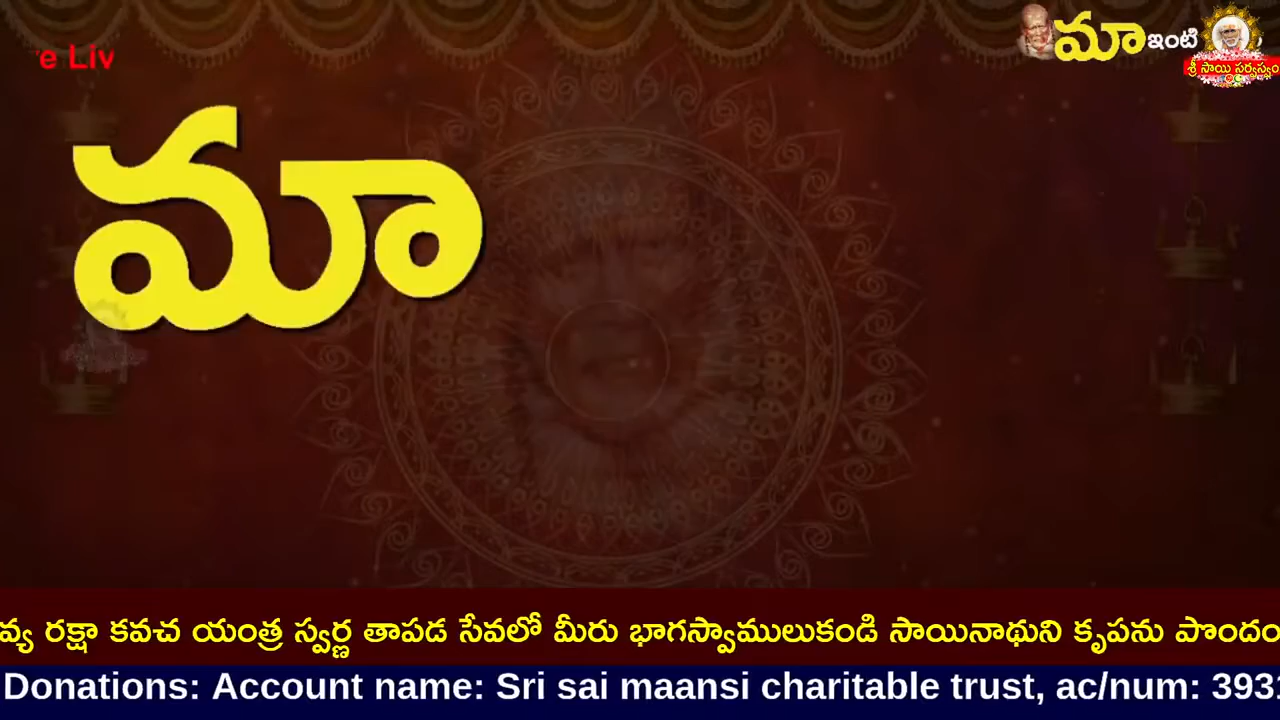 మా ఇంటి
శ్రీ సాయి సర్వస్వం
Liv
మా
రక్షా కవచ యంత్ర స్వర్ణ తాపడ సేవలో మీరు భాగస్వాములుకండి సాయినాథుని కృపను
Donations: Account name: Sri sai maansi charitable trust, ac/num: 3931